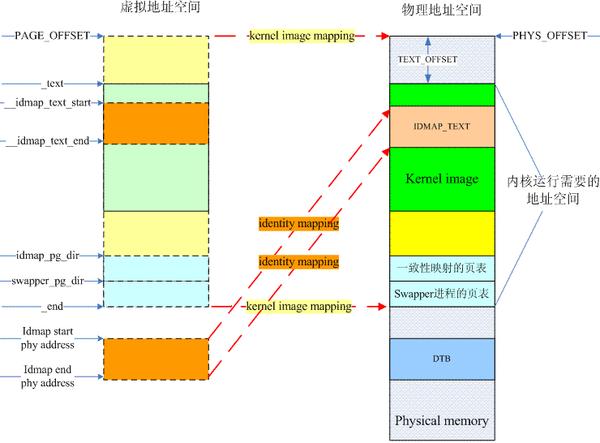 虚拟地址空间
物理地址空间
PAGE_OFFSET
kernel image mapping
PHYS_OFFSET
TEXT_OFFSET
_text
__idmap_text_start
IDMAP_TEXT
__idmap_text_end
Kernel image
内核运行需要的
地址空间
identity mapping
identity mapping
idmap_pg_dir
一致性映射的页表
swapper_pg_dir
Swapper进程的页表
_end
kernel image mapping
Idmap start
phy address
DTB
Idmap end
phy address
Physical memory